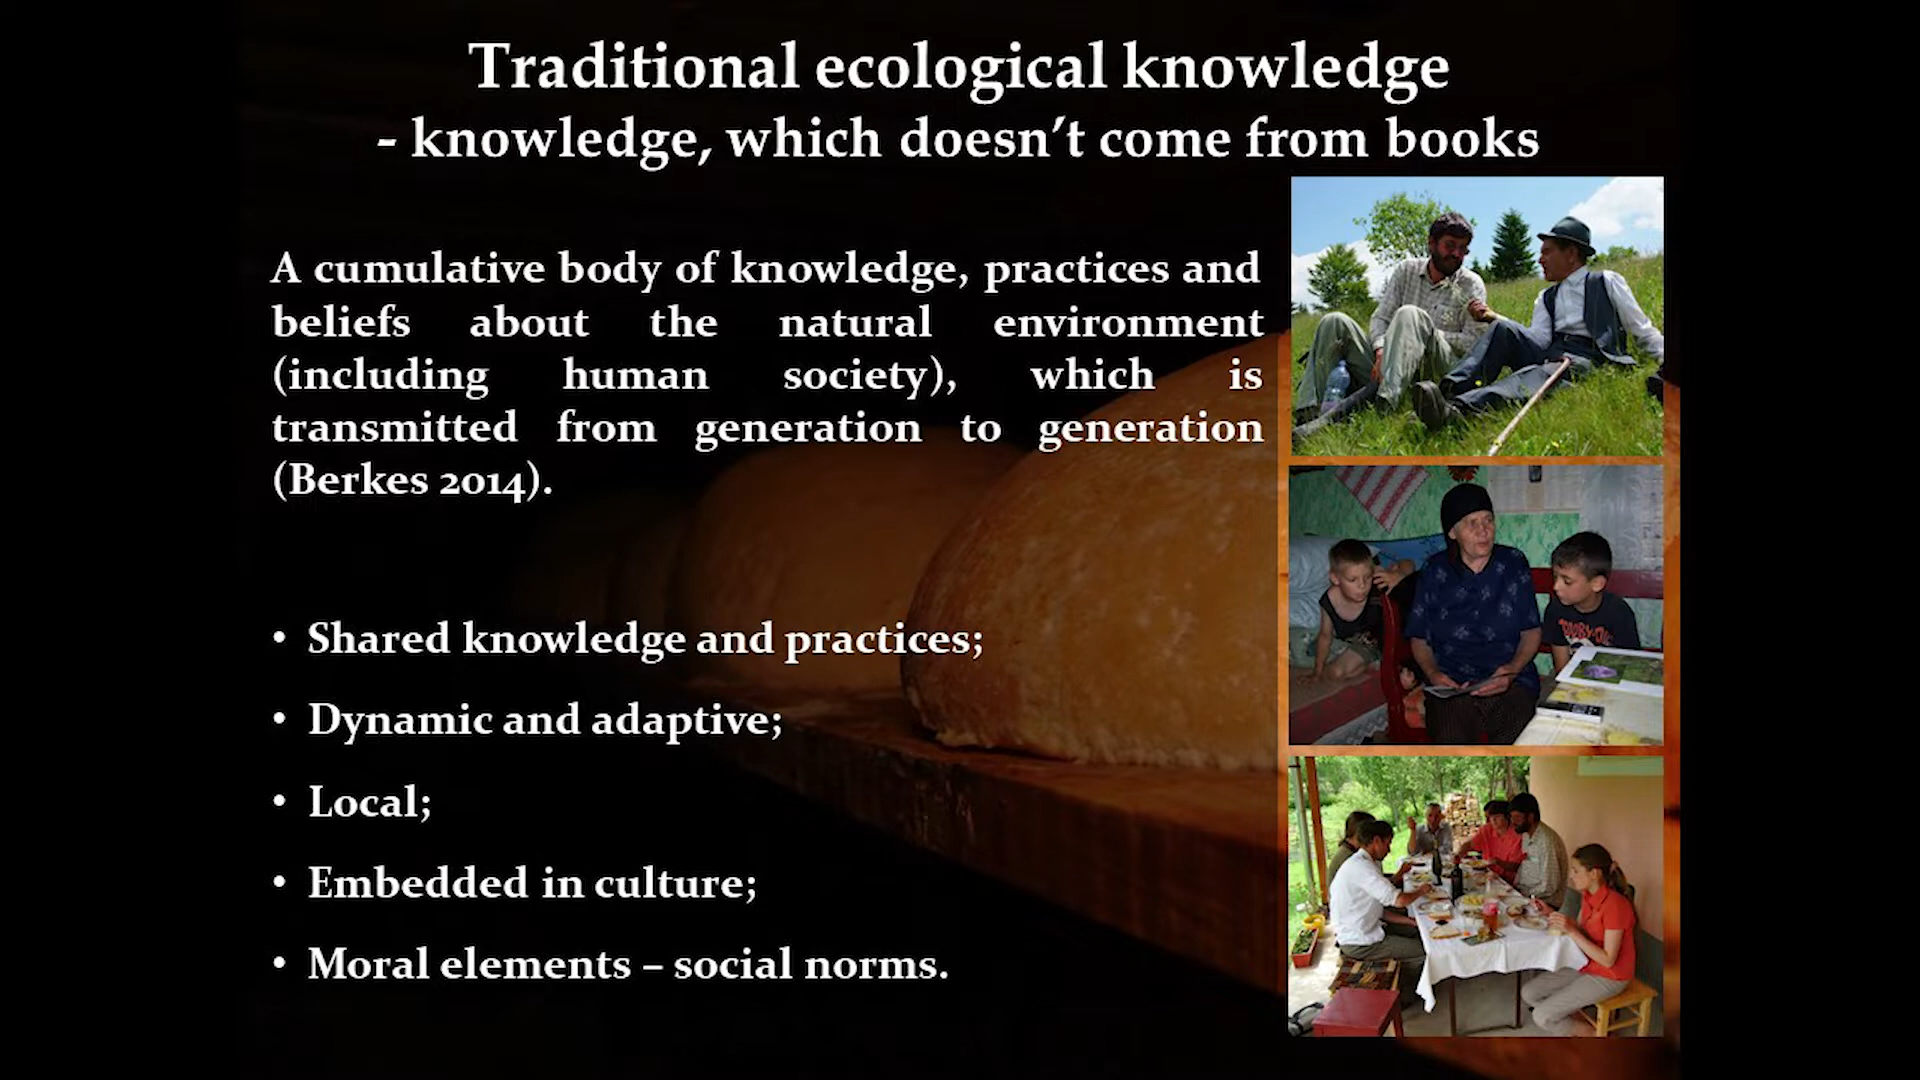 Traditional ecological knowledge
- knowledge, which doesn’t come from books
A cumulative body of knowledge, practices and
beliefs about the natural environment
(including human society), which is
transmitted from generation to generation
(Berkes 2014).
• Shared knowledge and practices;
• Dynamic and adaptive;
• Local;
• Embedded in culture;
• Moral elements – social norms.